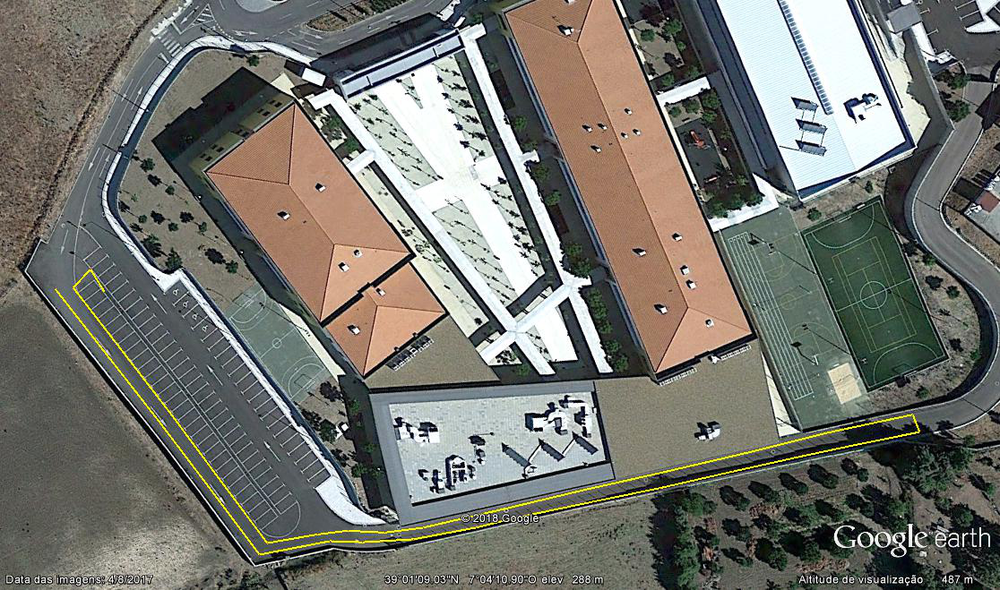 © 2018 Google
Google earth
Data das imagens: 4/8/2017
39°01'09.03"N 7°04'10.90"O elev 288 m
Altitude de visualização 487 m